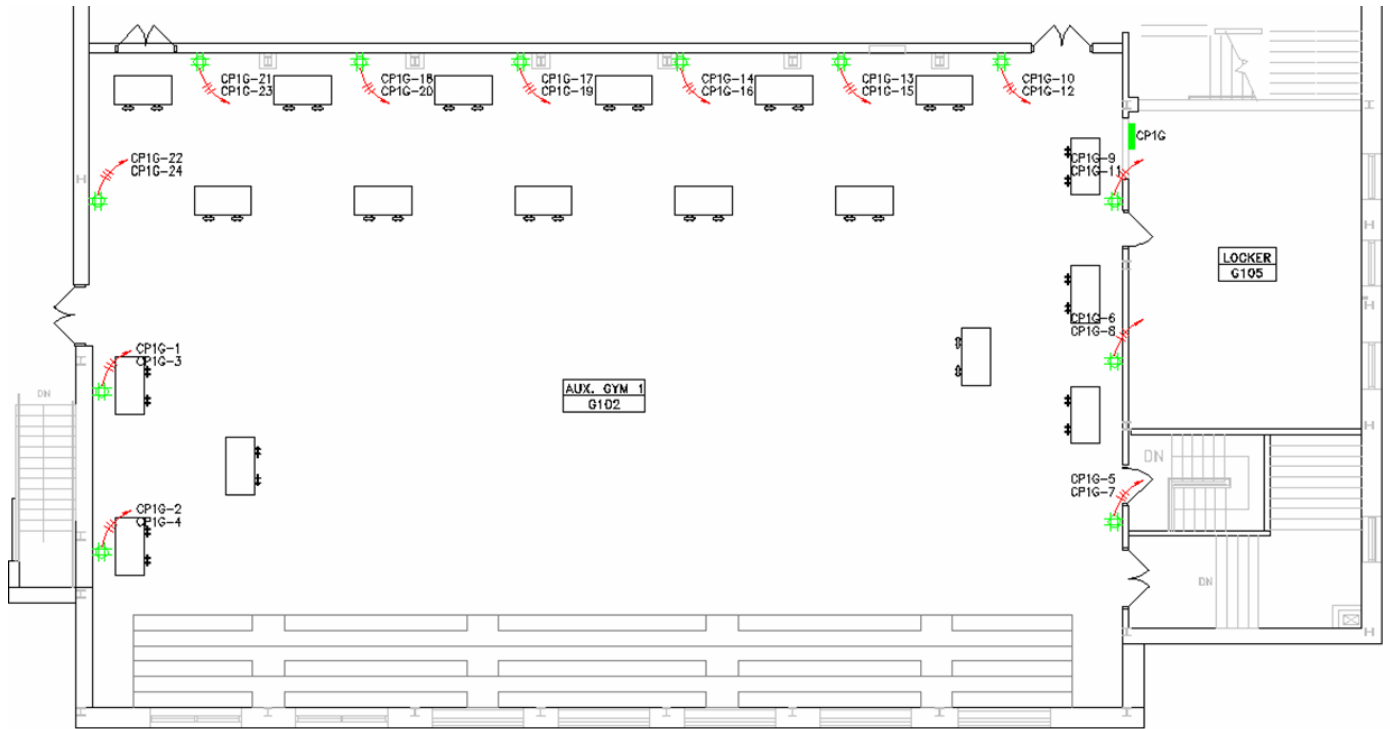 CP1G-21
CP1G-23
CP1G-18
CP1G-20
CP1G-17
CP1G-19
CP1G-14
CP1G-16
CP1G-13
CP1G-15
CP1G-10
CP1G-12
CP1G
CP1G-22
CP1G-24
CP1G-9
CP1G-11
LOCKER
G105
CP1G-6
CP1G-8
CP1G-1
CP1G-3
AUX. GYM 1
G102
DN
DN
CP1G-5
CP1G-7
CP1G-2
CP1G-4
DN